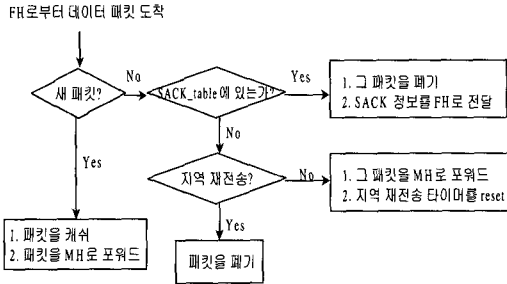 FH로부터 데이터 패킷 도착
새 패킷?
No
SACK_table에 있는가?
Yes
1. 그 패킷을 폐기
2. SACK 정보를 FH로 전달
No
Yes
지역 재전송?
No
1. 그 패킷을 MH로 포워드
2. 지역 재전송 타이머를 reset
Yes
1. 패킷을 캐쉬
2. 패킷을 MH로 포워드
패킷을 폐기